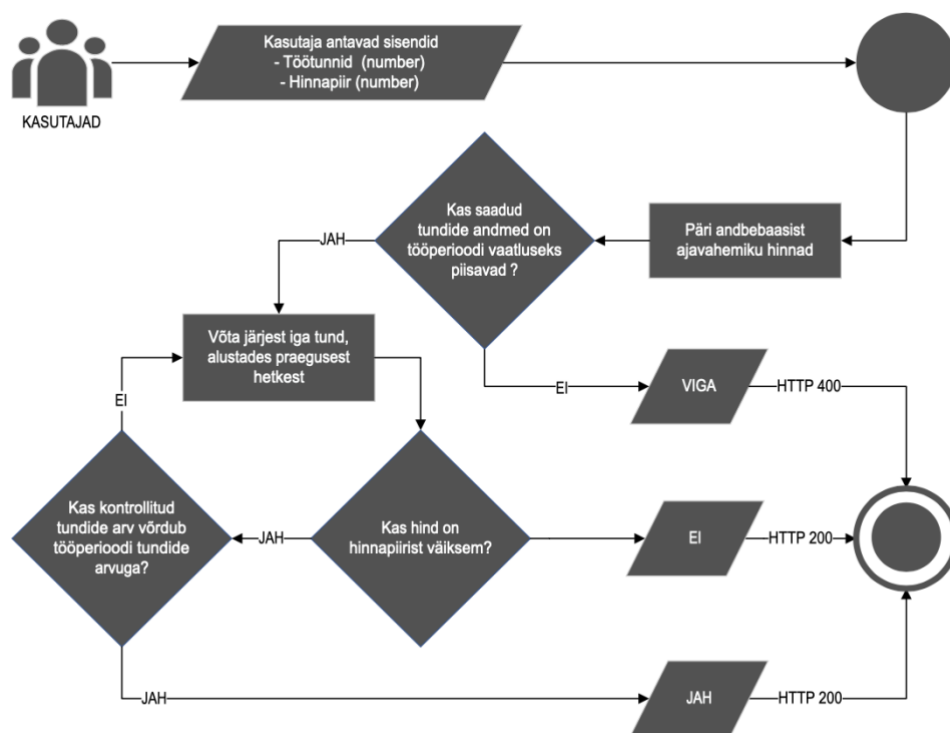 Kasutaja antavad sisendid
- Töötunnid (number)
- Hinnapiir (number)
KASUTAJAD
Kas saadud
tundide andmed on
tööperioodi vaatluseks
piisavad ?
Päri andbebaasist
ajavahemiku hinnad
JAH
Võta järjest iga tund,
alustades praegusest
hetkest
EI
VIGA
HTTP 400
EI
Kas kontrollitud
tundide arv võrdub
tööperioodi tundide
arvuga?
JAH
Kas hind on
hinnapiirist väiksem?
EI
HTTP 200
JAH
JAH
HTTP 200